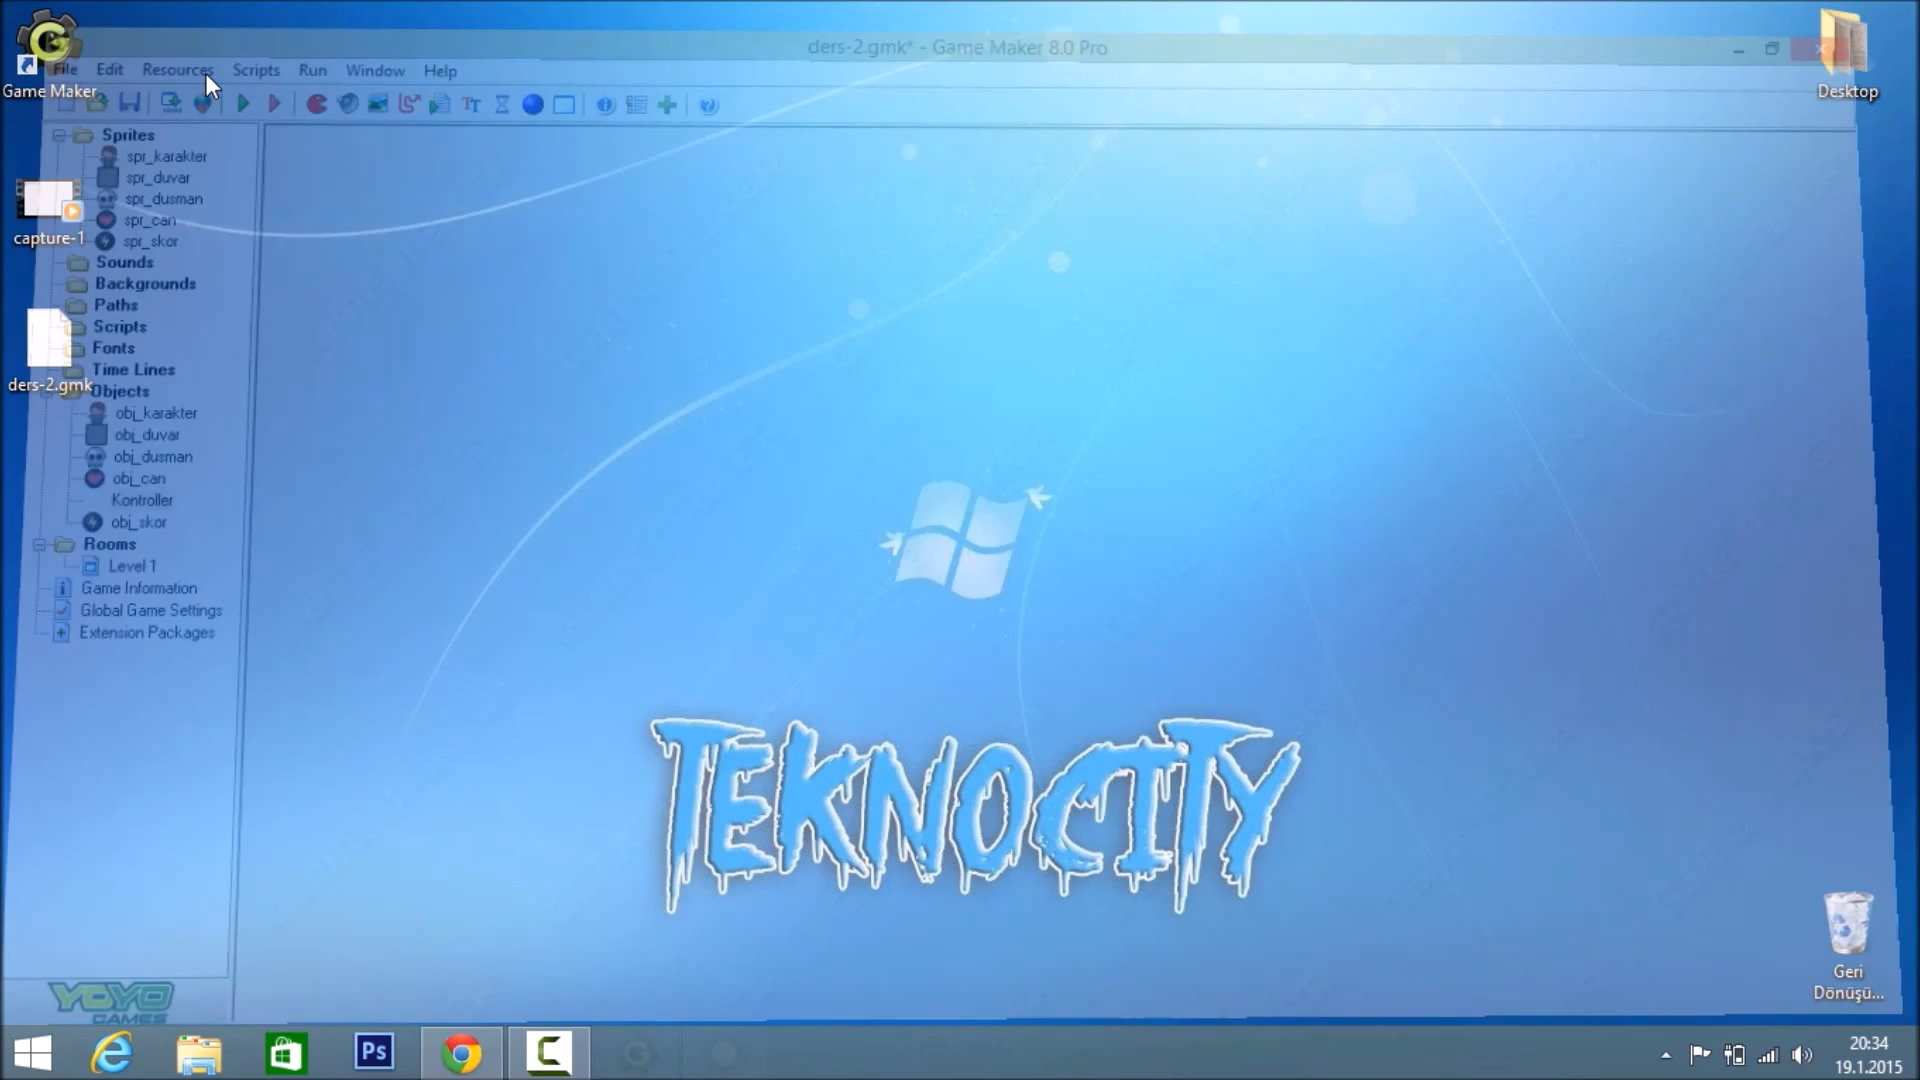 ders-2.gmk* - Game Maker 8.0 Pro
File Edit Resources Scripts Run Window Help
Game Maker
Desktop
Sprites
spr_karakter
spr_duvar
spr_dusman
spr_can
spr_skor
capture-1
Sounds
Backgrounds
Paths
Scripts
Fonts
Time Lines
ders-2.gmk
Objects
obj_karakter
obj_duvar
obj_dusman
obj_can
Kontroller
obj_skor
Rooms
Level 1
Game Information
Global Game Settings
Extension Packages
TEKNOCITY
YOYO
GAMES
Geri
Dönüşü...
Ps
20:34
19.1.2015